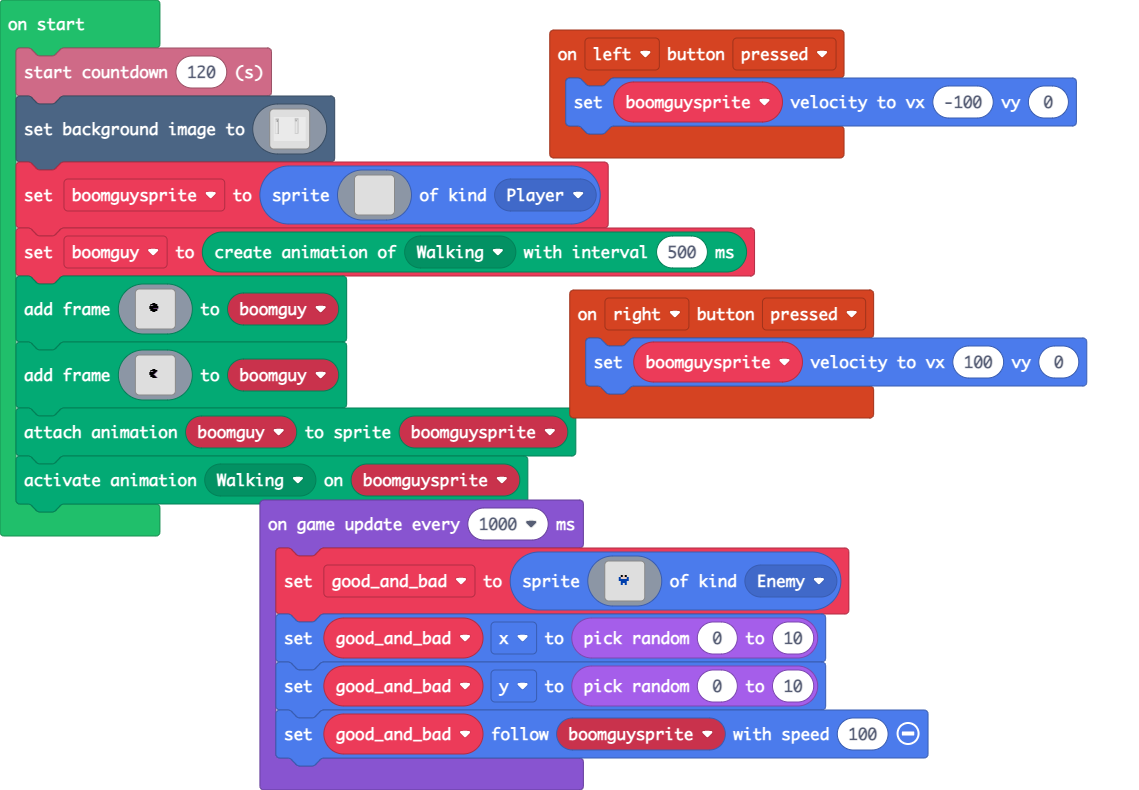 on start
start countdown 120 (s)
set background image to
set boomguysprite to sprite of kind Player
set boomguy to create animation of Walking with interval 500 ms
add frame to boomguy
add frame to boomguy
attach animation boomguy to sprite boomguysprite
activate animation Walking on boomguysprite
on left button pressed
set boomguysprite velocity to vx -100 vy 0
on right button pressed
set boomguysprite velocity to vx 100 vy 0
on game update every 1000 ms
set good_and_bad to sprite of kind Enemy
set good_and_bad x to pick random 0 to 10
set good_and_bad y to pick random 0 to 10
set good_and_bad follow boomguysprite with speed 100